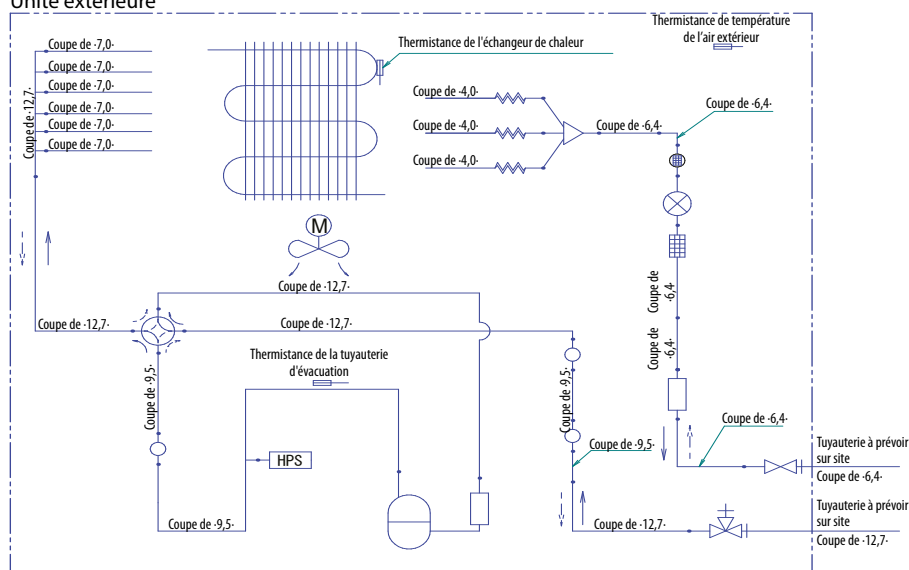 Unité extérieure
Coupe de ·7,0·
Coupe de ·7,0·
Coupe de ·7,0·
Coupe de ·7,0·
Coupe de ·7,0·
Coupe de ·7,0·
Coupe de ·12,7·
Thermistance de l'échangeur de chaleur
Thermistance de température
de l'air extérieur
Coupe de ·4,0·
Coupe de ·4,0·
Coupe de ·4,0·
Coupe de ·6,4·
Coupe de ·6,4·
M
Coupe de ·12,7·
Coupe de
·6,4·
Coupe de ·12,7·
Coupe de ·12,7·
Coupe de
·6,4·
Thermistance de la tuyauterie
d'évacuation
Coupe de ·9,5·
Coupe de ·9,5·
Coupe de ·6,4·
Coupe de ·9,5·
HPS
Tuyauterie à prévoir
sur site
Coupe de ·6,4·
Coupe de ·9,5·
Coupe de ·12,7·
Tuyauterie à prévoir
sur site
Coupe de ·12,7·